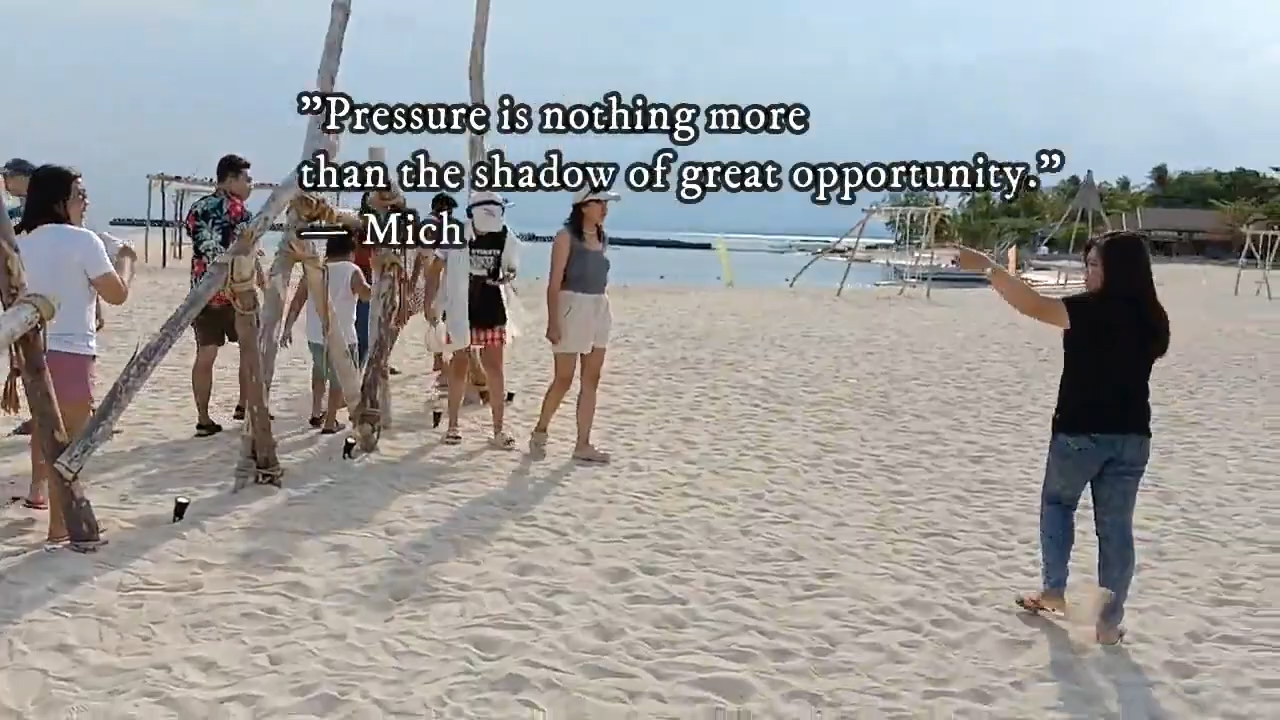 ”Pressure is nothing more
than the shadow of great opportunity.”
— Mich